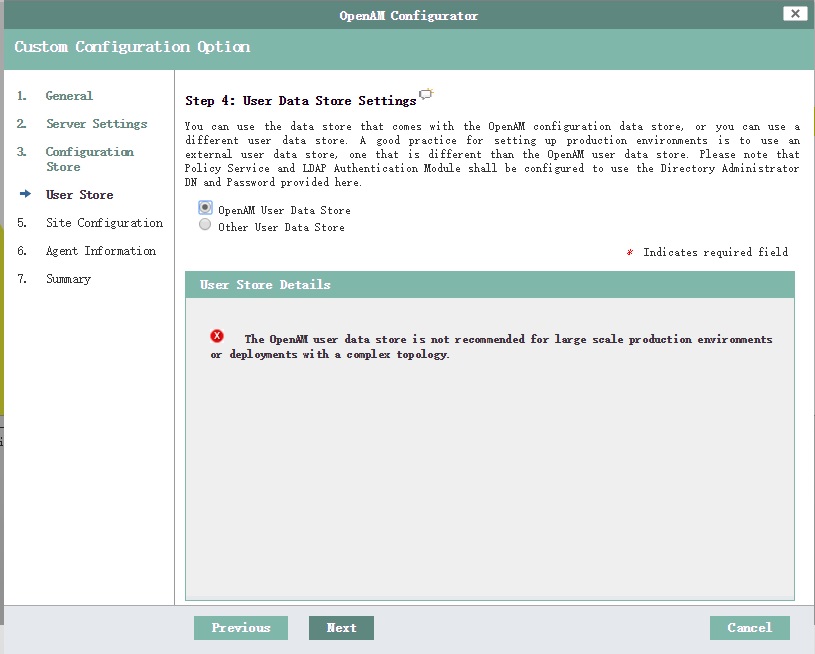 OpenAM Configurator
Custom Configuration Option
1. General
2. Server Settings
3. Configuration
Store
User Store
5. Site Configuration
6. Agent Information
7. Summary
Step 4: User Data Store Settings
You can use the data store that comes with the OpenAM configuration data store, or you can use a
different user data store. A good practice for setting up production environments is to use an
external user data store, one that is different than the OpenAM user data store. Please note that
Policy Service and LDAP Authentication Module shall be configured to use the Directory Administrator
DN and Password provided here.
OpenAM User Data Store
Other User Data Store
* Indicates required field
User Store Details
The OpenAM user data store is not recommended for large scale production environments
or deployments with a complex topology.
Previous Next Cancel